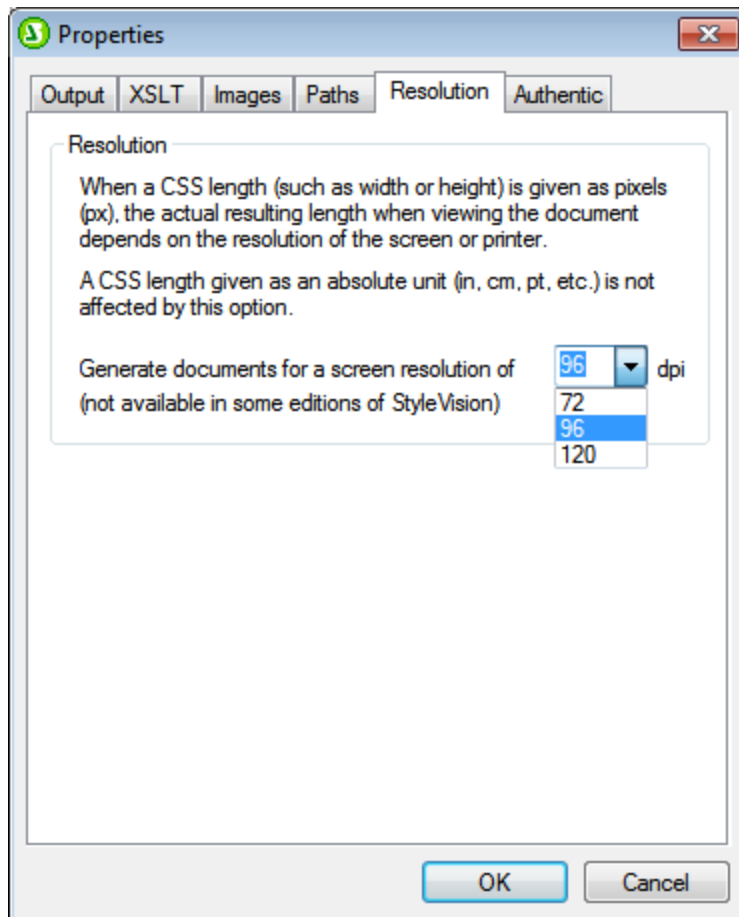 Properties
Output XSLT Images Paths Resolution Authentic
Resolution
When a CSS length (such as width or height) is given as pixels
(px), the actual resulting length when viewing the document
depends on the resolution of the screen or printer.
A CSS length given as an absolute unit (in, cm, pt, etc.) is not
affected by this option.
Generate documents for a screen resolution of 96 dpi
(not available in some editions of StyleVision)
72
96
120
OK Cancel